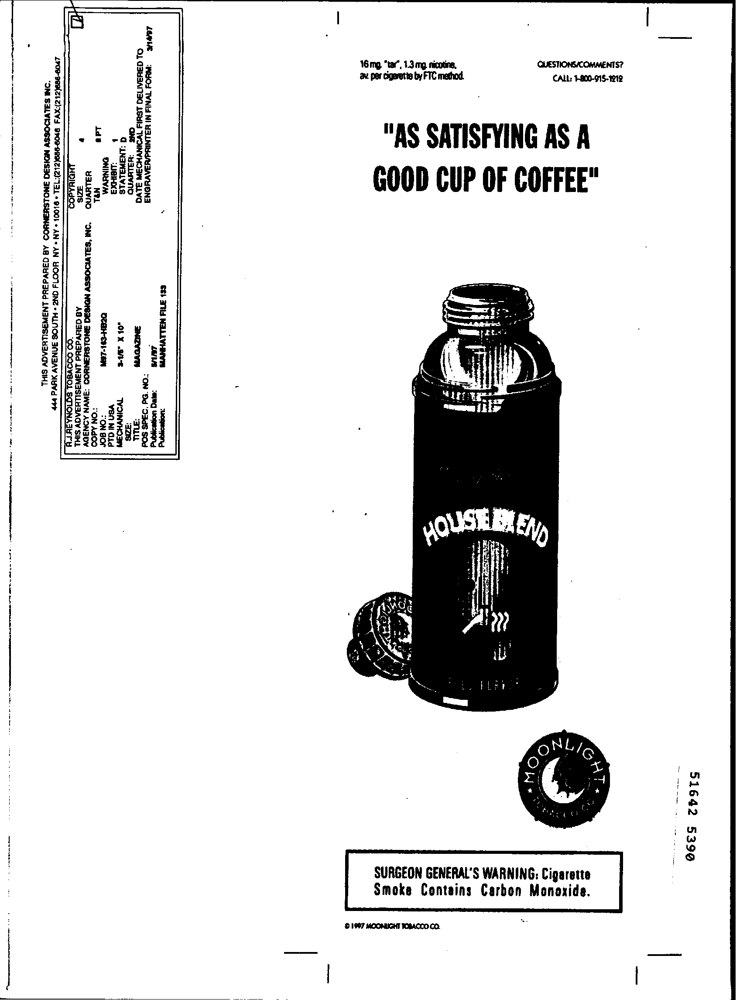 THIS ADVERTISEMENT PREPARED BY CORNERSTONE DESIGN ASSOCIATES INC.
444 PARK AVENUE SOUTH • 2ND FLOOR NY • NY • 10016 • TEL:(212)686-6046 FAX:(212)686-6047
R.J.REYNOLDS TOBACCO CO.
THIS ADVERTISEMENT PREPARED BY
AGENCY NAME: CORNERSTONE DESIGN ASSOCIATES, INC.
COPY NO.:
JOB NO.: M97-163-HB2Q
PTD IN USA
MECHANICAL
SIZE: 3-1/8" X 10"
TITLE: MAGAZINE
POS SPEC. PG. NO.:
Publication Date: 5/1/97
Publication: MANHATTEN FILE 133
COPYRIGHT
SIZE 4
QUARTER
T&N 8 PT
WARNING
EXHIBIT: 1
STATEMENT: D
QUARTER: 2ND
DATE MECHANICAL FIRST DELIVERED TO
ENGRAVER/PRINTER IN FINAL FORM: 3/14/97
16 mg. "tar", 1.3 mg. nicotine,
av. per cigarette by FTC method.
QUESTIONS/COMMENTS?
CALL: 1-800-915-1212
"AS SATISFYING AS A
GOOD CUP OF COFFEE"
HOUSE BLEND
MOONLIGHT
TOBACCO CO.
SURGEON GENERAL'S WARNING: Cigarette
Smoke Contains Carbon Monoxide.
© 1997 MOONLIGHT TOBACCO CO.
51642 5390